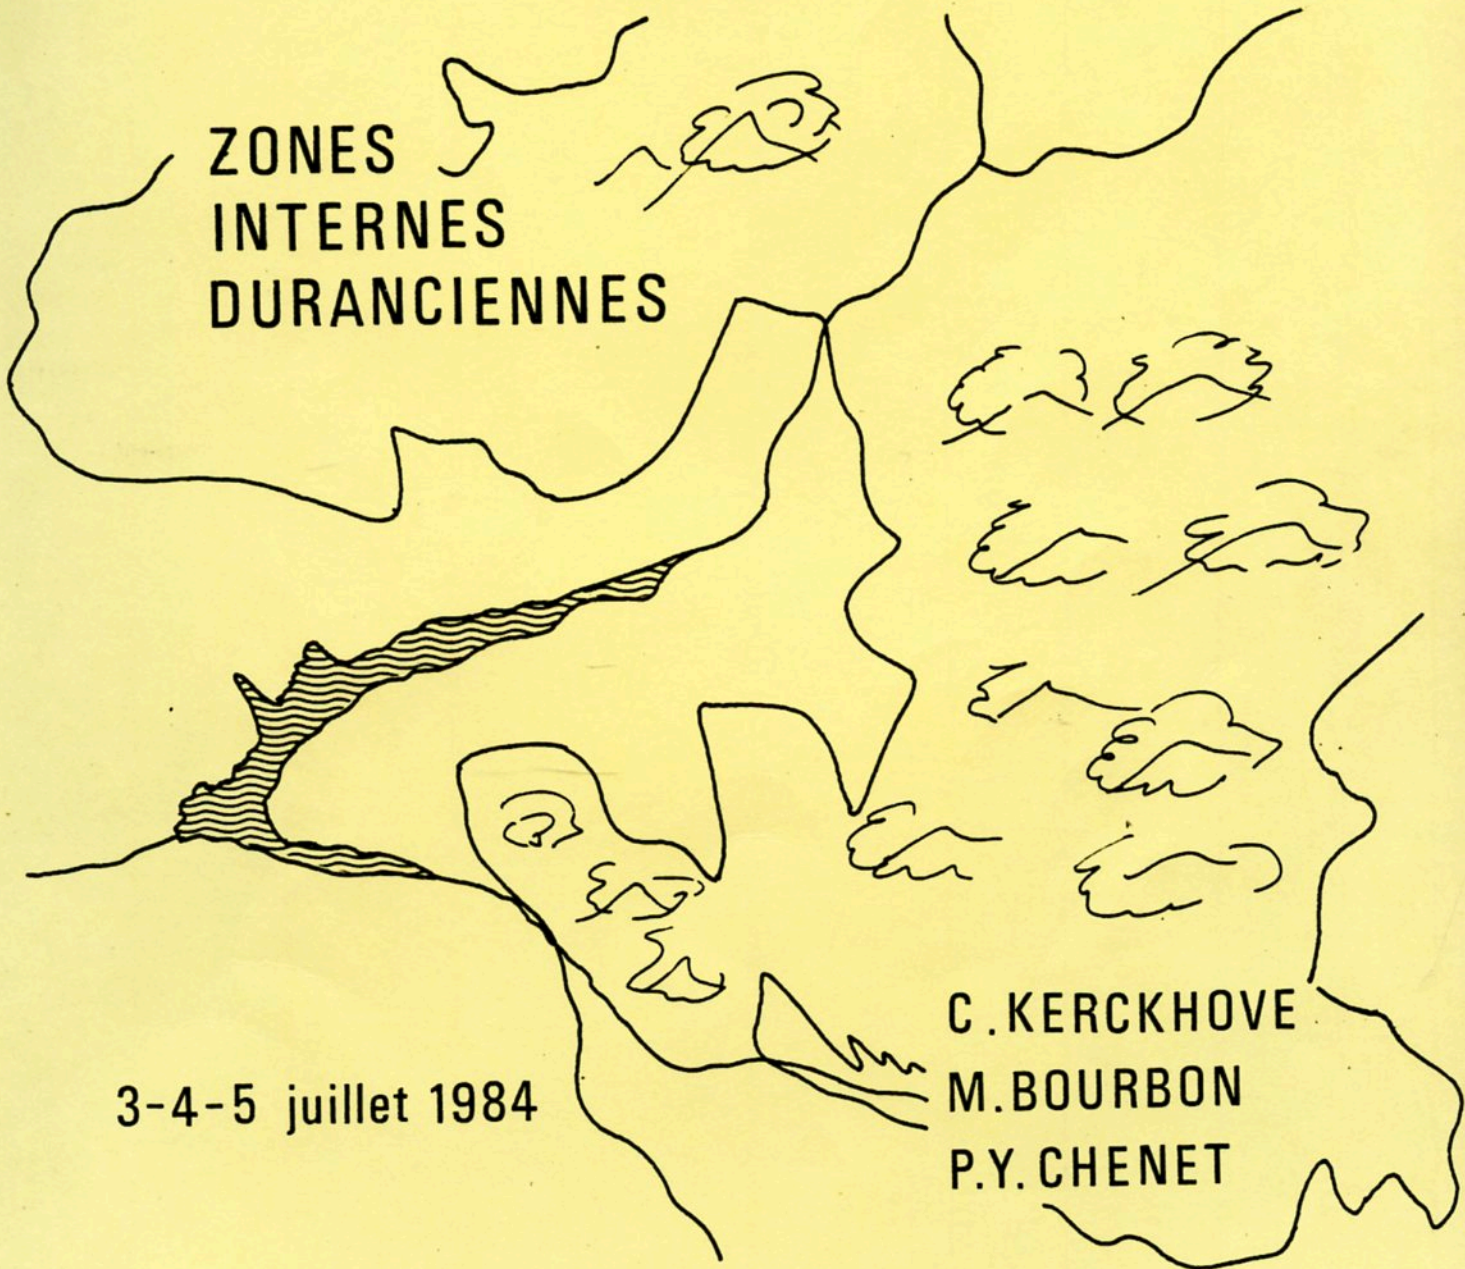 ZONES
INTERNES
DURANCIENNES
3-4-5 juillet 1984
C.KERCKHOVE
M.BOURBON
P.Y.CHENET